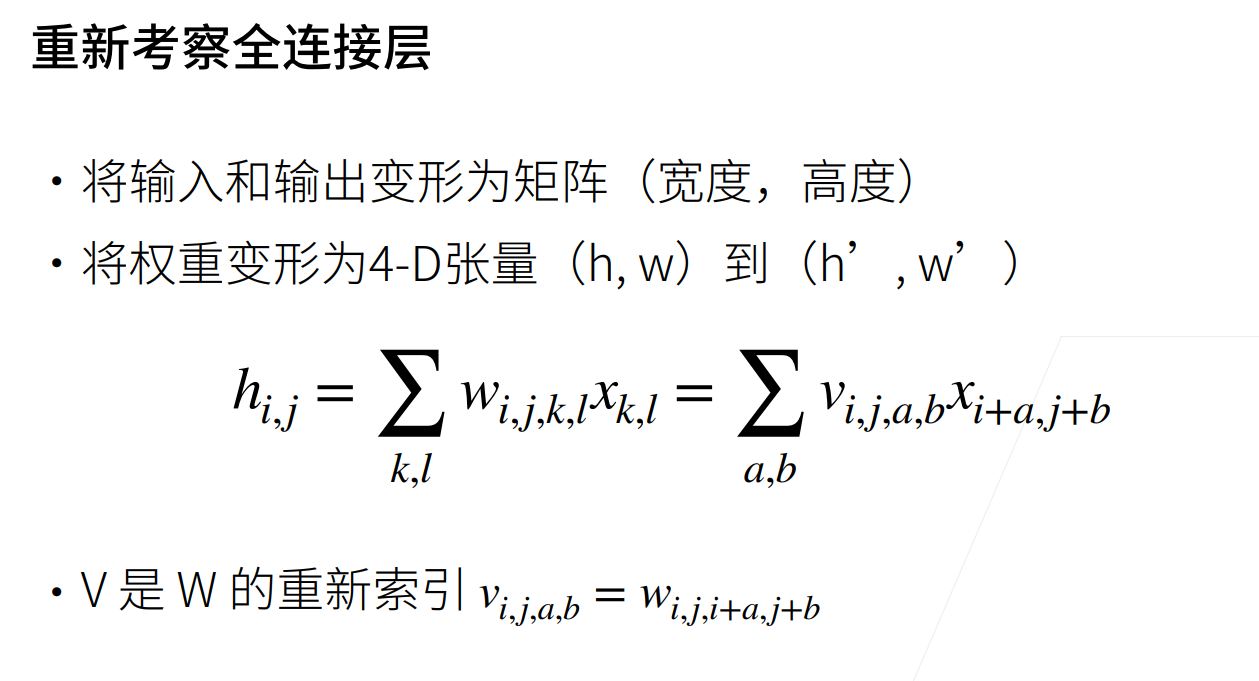 重新考察全连接层
• 将输入和输出变形为矩阵（宽度，高度）
• 将权重变形为4-D张量（h, w）到（h’, w’）
h_{i,j} = \sum_{k,l} w_{i,j,k,l} x_{k,l} = \sum_{a,b} v_{i,j,a,b} x_{i+a,j+b}
• V 是 W 的重新索引 v_{i,j,a,b} = w_{i,j,i+a,j+b}